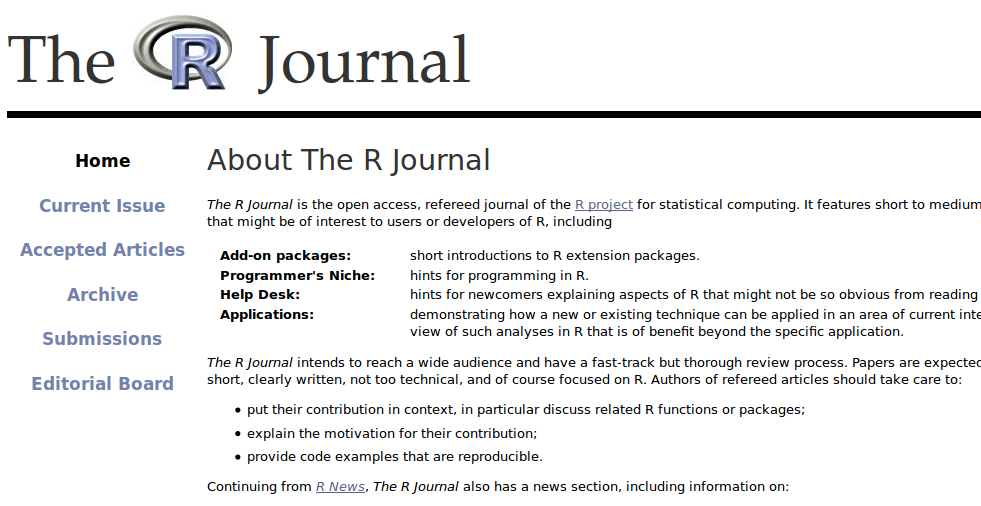 The R Journal
Home
Current Issue
Accepted Articles
Archive
Submissions
Editorial Board
About The R Journal
The R Journal is the open access, refereed journal of the R project for statistical computing. It features short to medium
that might be of interest to users or developers of R, including
Add-on packages: short introductions to R extension packages.
Programmer's Niche: hints for programming in R.
Help Desk: hints for newcomers explaining aspects of R that might not be so obvious from reading
Applications: demonstrating how a new or existing technique can be applied in an area of current inte
view of such analyses in R that is of benefit beyond the specific application.
The R Journal intends to reach a wide audience and have a fast-track but thorough review process. Papers are expected
short, clearly written, not too technical, and of course focused on R. Authors of refereed articles should take care to:
• put their contribution in context, in particular discuss related R functions or packages;
• explain the motivation for their contribution;
• provide code examples that are reproducible.
Continuing from R News, The R Journal also has a news section, including information on: